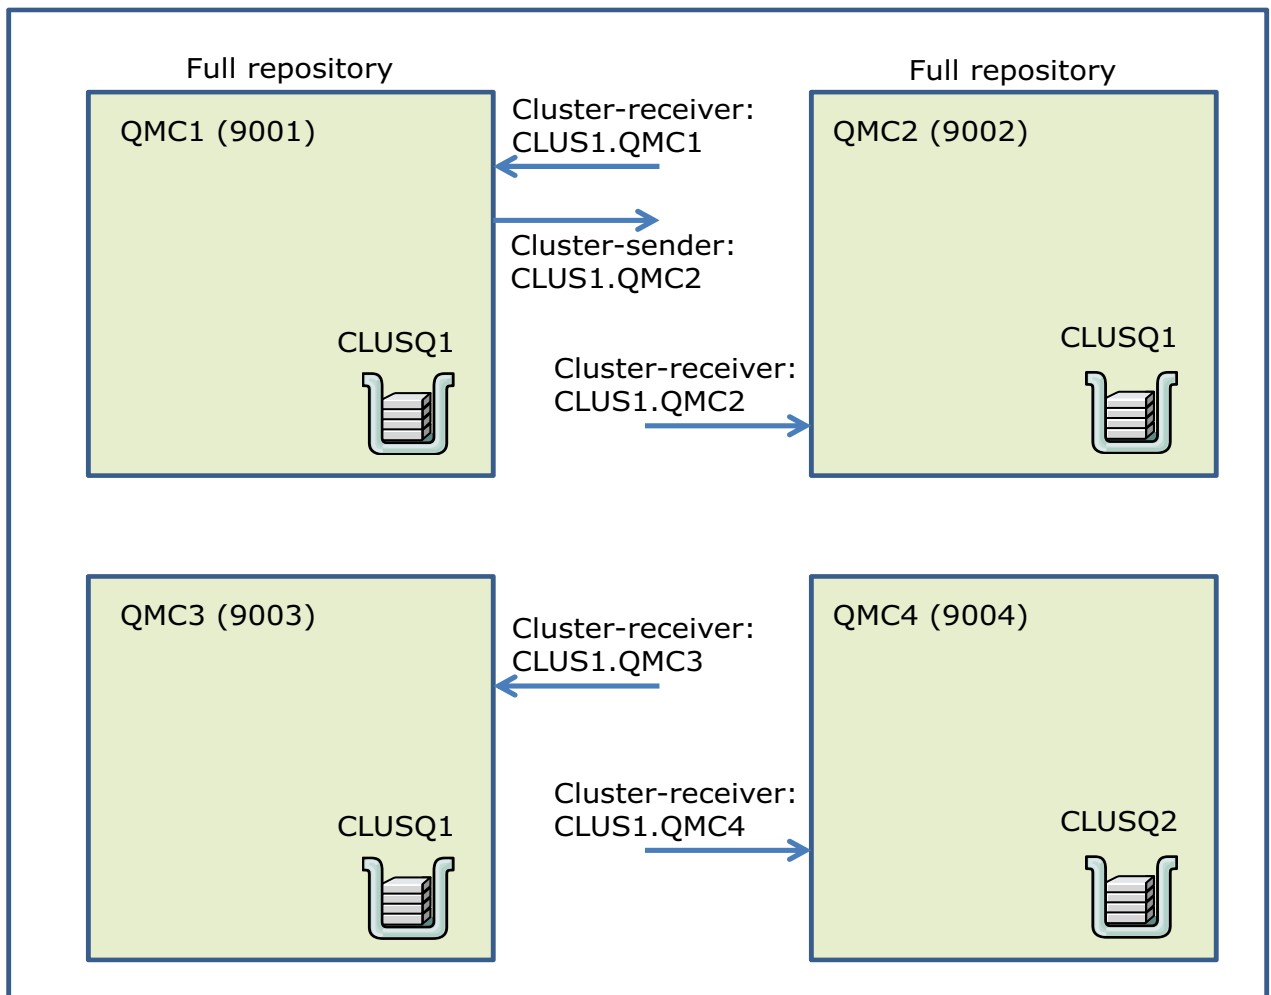 Full repository
Full repository
QMC1 (9001)
Cluster-receiver:
CLUS1.QMC1
QMC2 (9002)
Cluster-sender:
CLUS1.QMC2
CLUSQ1
Cluster-receiver:
CLUS1.QMC2
CLUSQ1
QMC3 (9003)
Cluster-receiver:
CLUS1.QMC3
QMC4 (9004)
CLUSQ1
Cluster-receiver:
CLUS1.QMC4
CLUSQ2